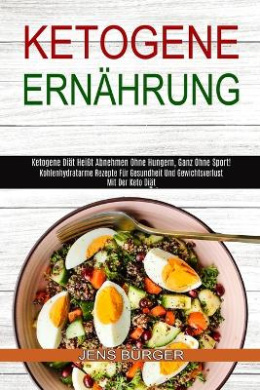 KETOGENE
ERNÄHRUNG
Ketogene Diät Heißt Abnehmen Ohne Hungern, Ganz Ohne Sport!
Kohlenhydratarme Rezepte Für Gesundheit Und Gewichtsverlust
Mit Der Keto Diät
JENS BÜRGER